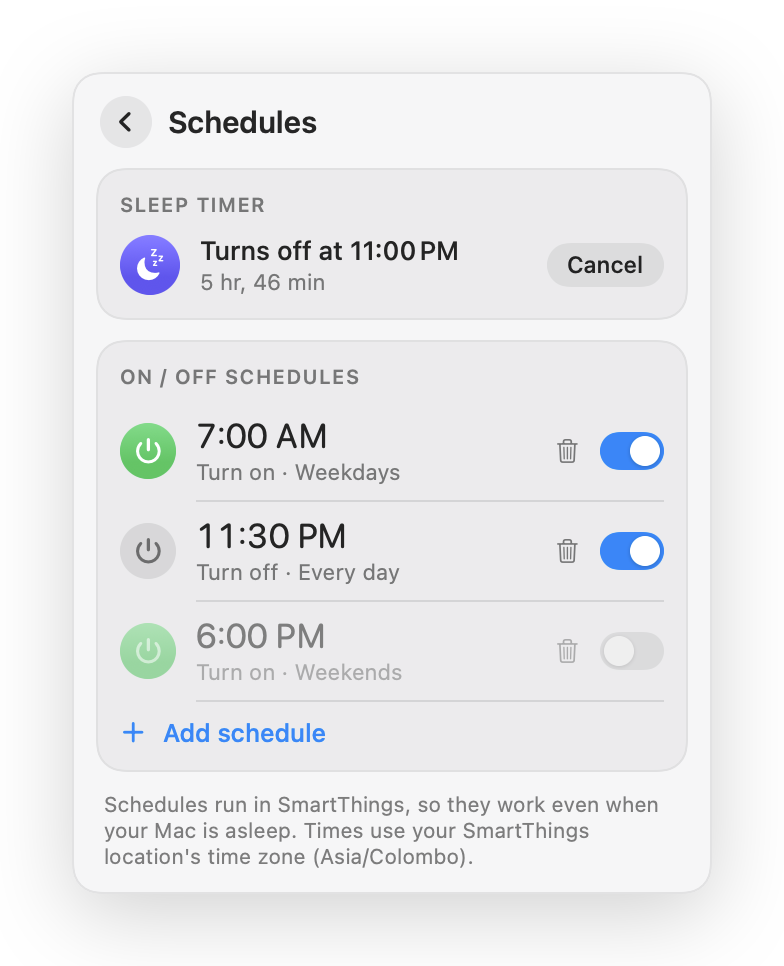 Schedules
SLEEP TIMER
Turns off at 11:00 PM
5 hr, 46 min
Cancel
ON / OFF SCHEDULES
7:00 AM
Turn on · Weekdays
11:30 PM
Turn off · Every day
6:00 PM
Turn on · Weekends
Add schedule
Schedules run in SmartThings, so they work even when
your Mac is asleep. Times use your SmartThings
location's time zone (Asia/Colombo).